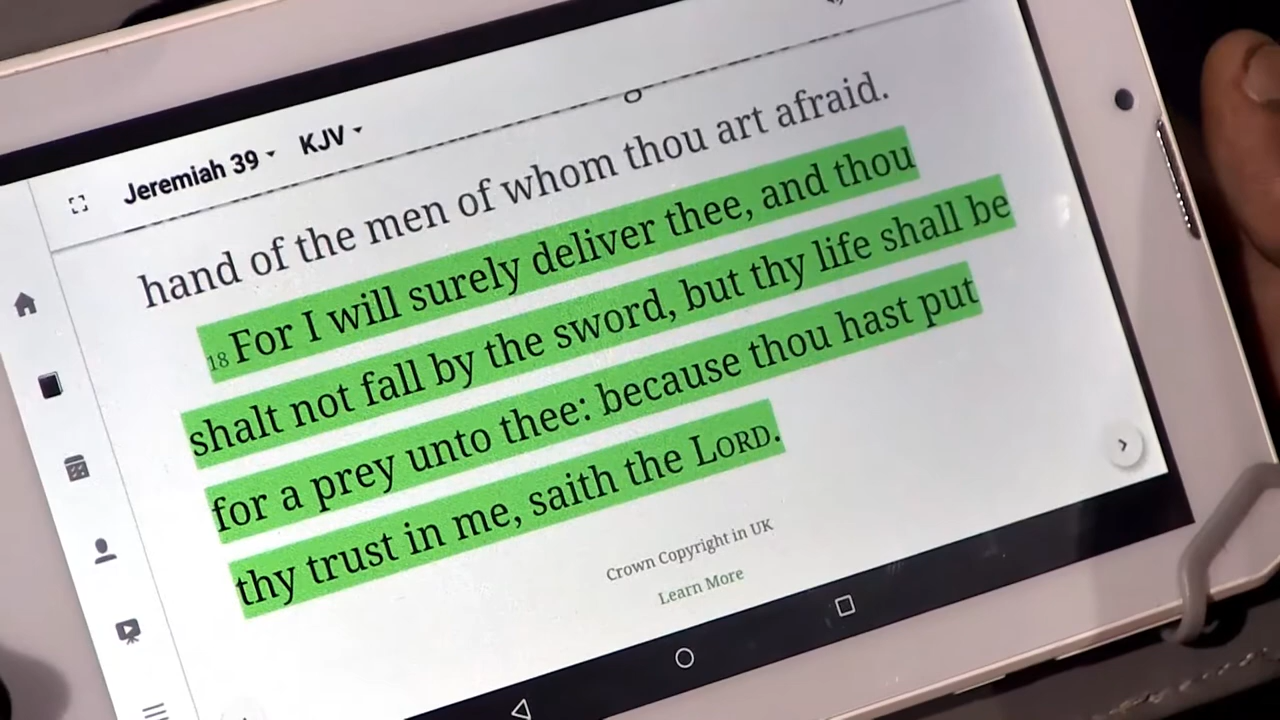 Jeremiah 39 KJV
hand of the men of whom thou art afraid.
18 For I will surely deliver thee, and thou
shalt not fall by the sword, but thy life shall be
for a prey unto thee: because thou hast put
thy trust in me, saith the LORD.
Crown Copyright in UK
Learn More